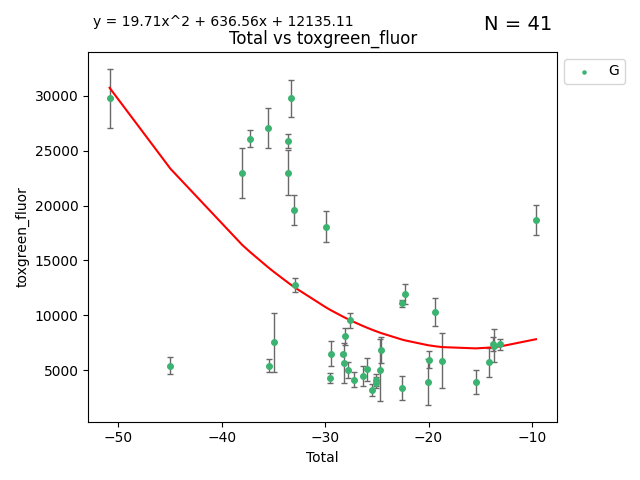 y = 19.71x^2 + 636.56x + 12135.11
N = 41
Total vs toxgreen_fluor
G
30000
25000
20000
15000
10000
5000
toxgreen_fluor
−50
−40
−30
−20
−10
Total